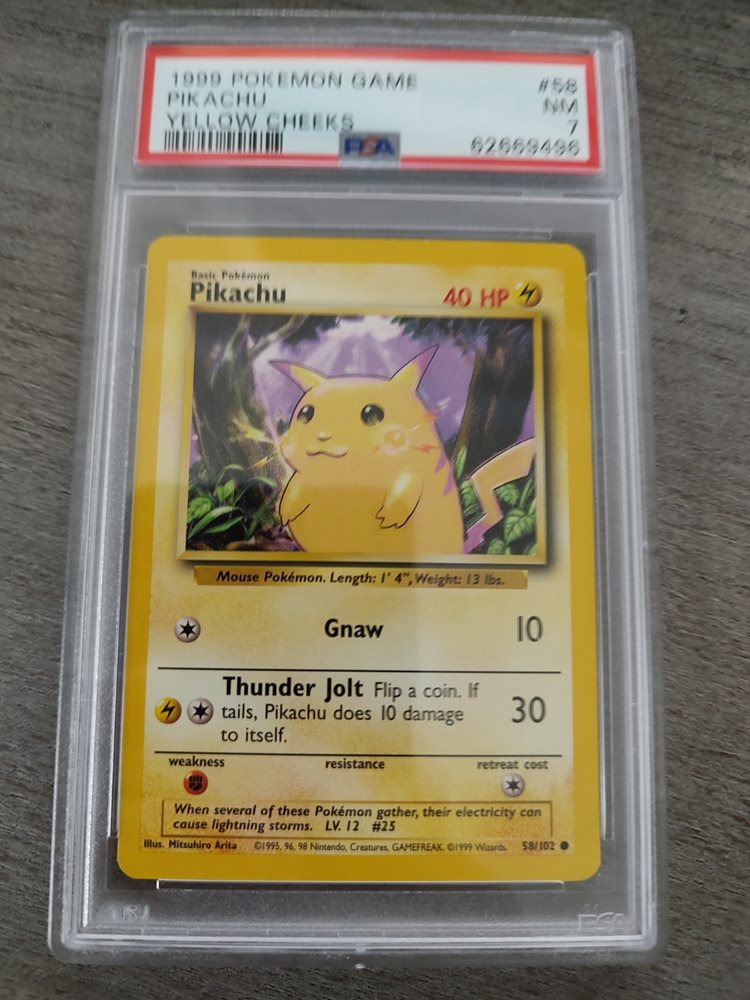 1999 POKEMON GAME #58
PIKACHU NM
YELLOW CHEEKS 7
PSA 62669496
Basic Pokémon
Pikachu 40 HP
Mouse Pokémon. Length: 1' 4", Weight: 13 lbs.
Gnaw 10
Thunder Jolt Flip a coin. If
tails, Pikachu does 10 damage 30
to itself.
weakness resistance retreat cost
When several of these Pokémon gather, their electricity can
cause lightning storms. LV. 12 #25
Illus. Mitsuhiro Arita ©1995, 96, 98 Nintendo, Creatures, GAMEFREAK. ©1999 Wizards. 58/102
PSA